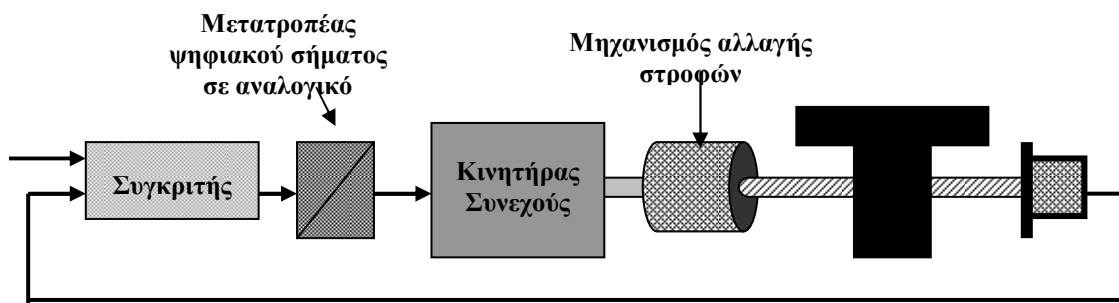 Μετατροπέας
ψηφιακού σήματος
σε αναλογικό
Μηχανισμός αλλαγής
στροφών
Συγκριτής
Κινητήρας
Συνεχούς